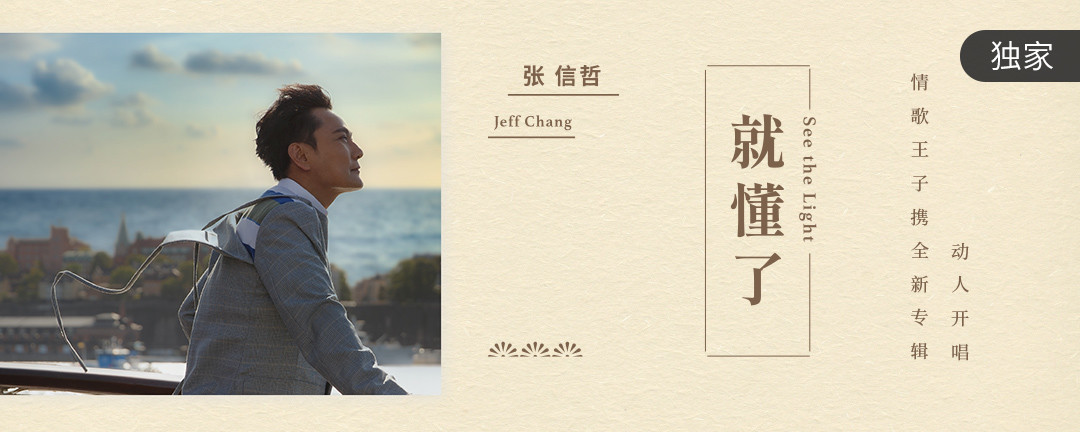 张 信哲
Jeff Chang
就懂了
See the Light
独家
情歌王子携全新专辑
动人开唱